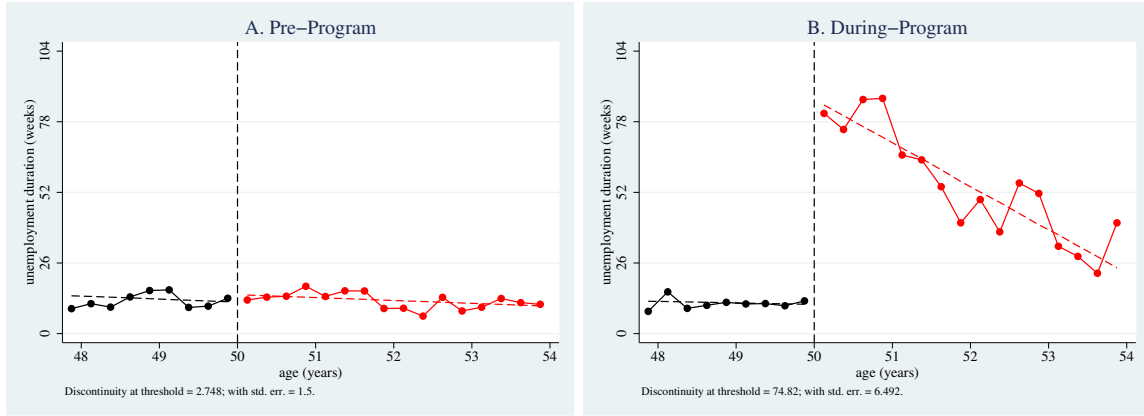 A. Pre−Program
unemployment duration (weeks)
104
78
52
26
0
48 49 50 51 52 53 54
age (years)
Discontinuity at threshold = 2.748; with std. err. = 1.5.
B. During−Program
unemployment duration (weeks)
104
78
52
26
0
48 49 50 51 52 53 54
age (years)
Discontinuity at threshold = 74.82; with std. err. = 6.492.